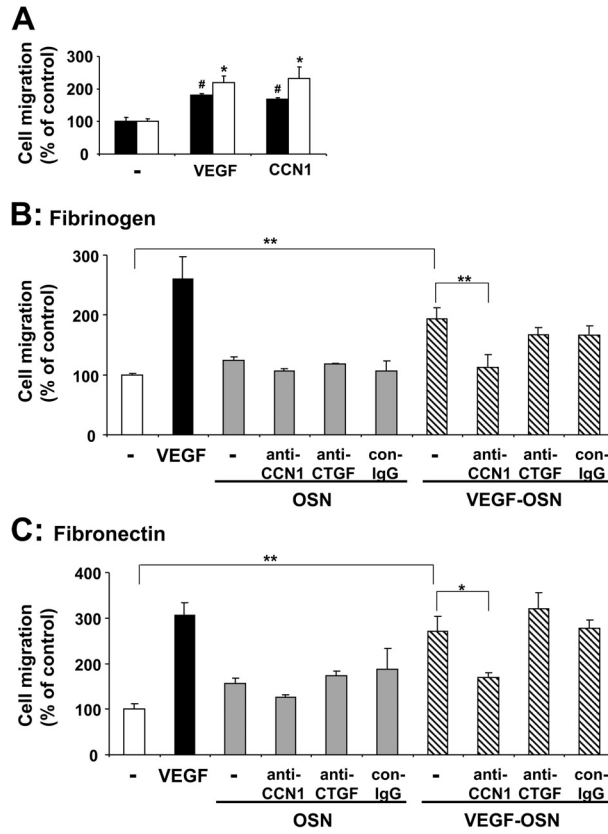 A
Cell migration
(% of control)
300
200
100
0
#
*
#
*
- VEGF CCN1
B: Fibrinogen
Cell migration
(% of control)
300
200
100
0
**
**
- VEGF - anti-CCN1 anti-CTGF con-IgG - anti-CCN1 anti-CTGF con-IgG
OSN VEGF-OSN
C: Fibronectin
Cell migration
(% of control)
400
300
200
100
0
**
*
- VEGF - anti-CCN1 anti-CTGF con-IgG - anti-CCN1 anti-CTGF con-IgG
OSN VEGF-OSN